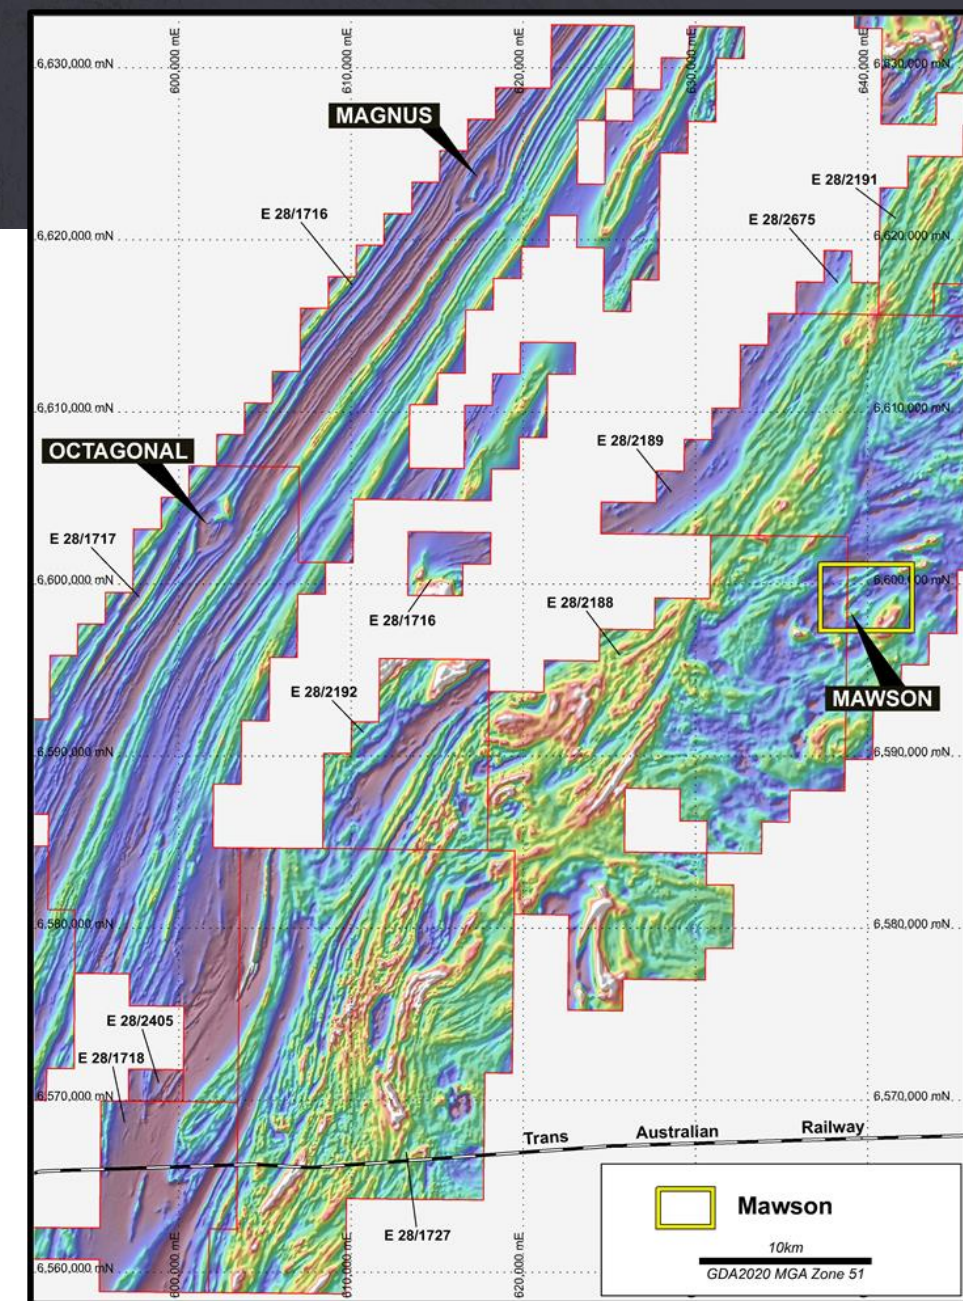 600,000 mE
610,000 mE
620,000 mE
630,000 mE
640,000 mE
6,630,000 mN
6,630,000 mN
MAGNUS
E 28/2191
E 28/1716
E 28/2675
6,620,000 mN
6,620,000 mN
6,610,000 mN
6,610,000 mN
E 28/2189
OCTAGONAL
E 28/1717
6,600,000 mN
6,600,000 mN
E 28/2188
E 28/1716
E 28/2192
MAWSON
6,590,000 mN
6,590,000 mN
6,580,000 mN
6,580,000 mN
E 28/2405
E 28/1718
6,570,000 mN
6,570,000 mN
Trans Australian Railway
Mawson
E 28/1727
10km
GDA2020 MGA Zone 51
6,560,000 mN
600,000 mE
610,000 mE
620,000 mE